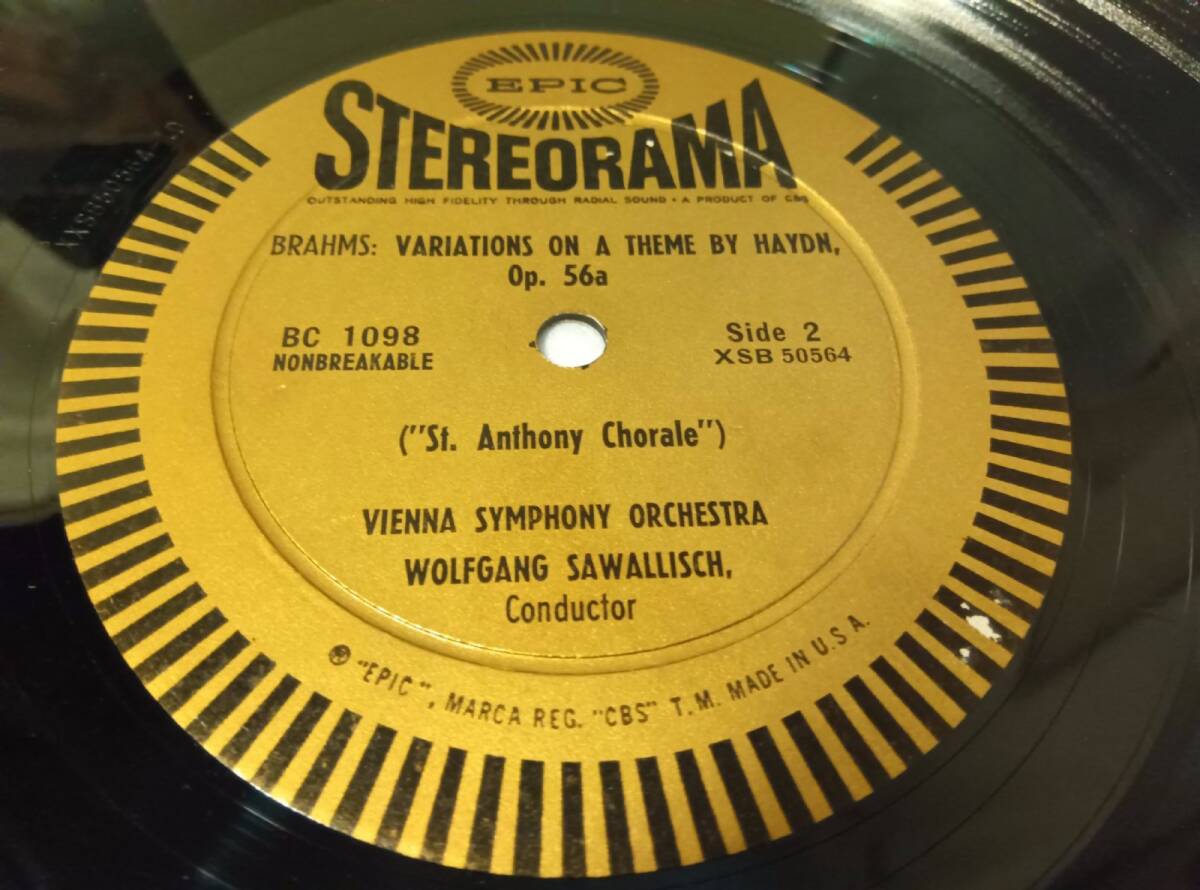 EPIC
STEREORAMA
OUTSTANDING HIGH FIDELITY THROUGH RADIAL SOUND • A PRODUCT OF CBS
BRAHMS: VARIATIONS ON A THEME BY HAYDN,
Op. 56a
BC 1098
NONBREAKABLE
Side 2
XSB 50564
("St. Anthony Chorale")
VIENNA SYMPHONY ORCHESTRA
WOLFGANG SAWALLISCH,
Conductor
® "EPIC", MARCA REG. "CBS" T.M. MADE IN U.S.A.